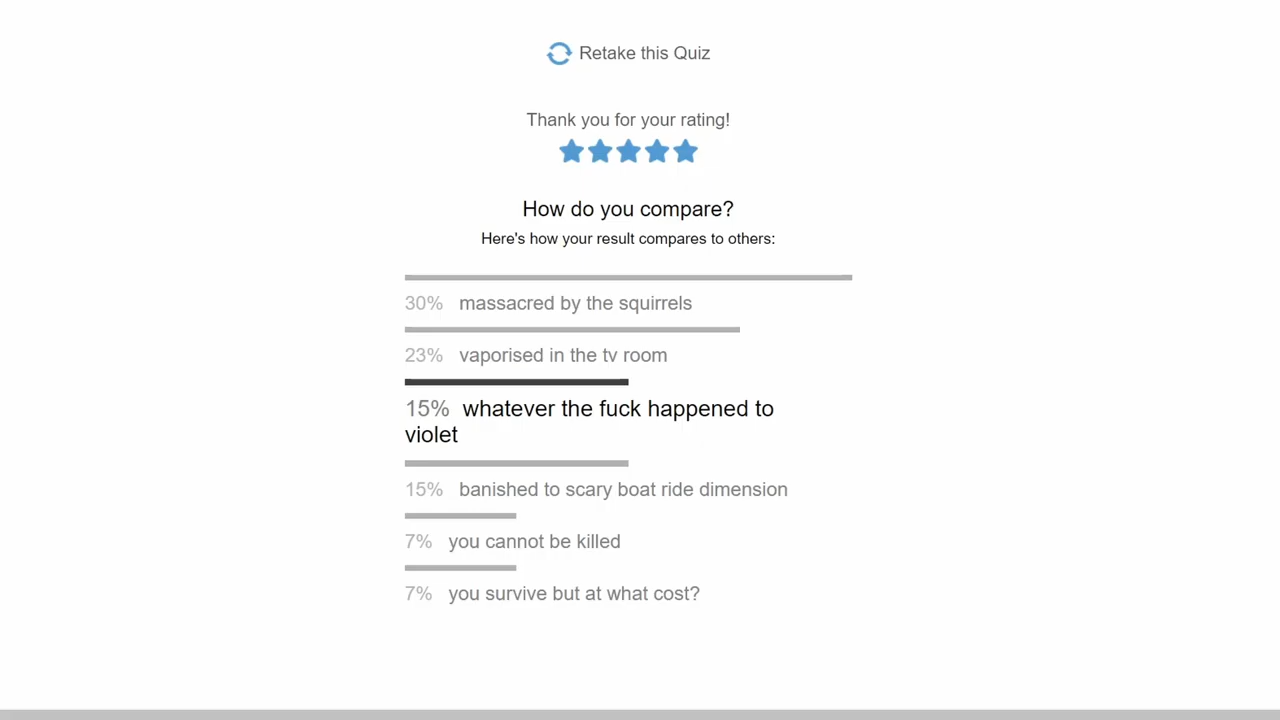 Retake this Quiz
Thank you for your rating!
How do you compare?
Here's how your result compares to others:
30% massacred by the squirrels
23% vaporised in the tv room
15% whatever the fuck happened to
violet
15% banished to scary boat ride dimension
7% you cannot be killed
7% you survive but at what cost?